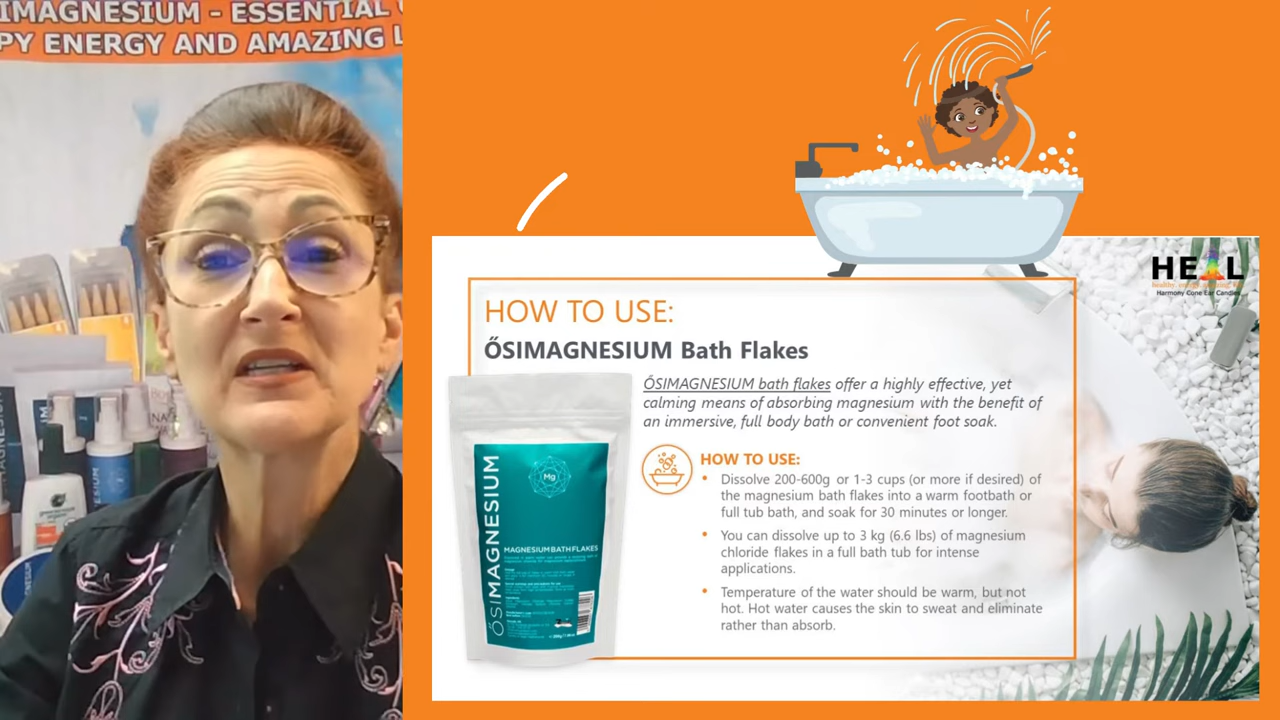 IMAGNESIUM - ESSENTIAL
PY ENERGY AND AMAZING L
HEAL
Harmony Cone Ear Candles
HOW TO USE:
ŐSIMAGNESIUM Bath Flakes
ŐSIMAGNESIUM bath flakes offer a highly effective, yet
calming means of absorbing magnesium with the benefit of
an immersive, full body bath or convenient foot soak.
HOW TO USE:
• Dissolve 200-600g or 1-3 cups (or more if desired) of
the magnesium bath flakes into a warm footbath or
full tub bath, and soak for 30 minutes or longer.
• You can dissolve up to 3 kg (6.6 lbs) of magnesium
chloride flakes in a full bath tub for intense
applications.
• Temperature of the water should be warm, but not
hot. Hot water causes the skin to sweat and eliminate
rather than absorb.
ŐSIMAGNESIUM
Mg
MAGNESIUM BATH FLAKES